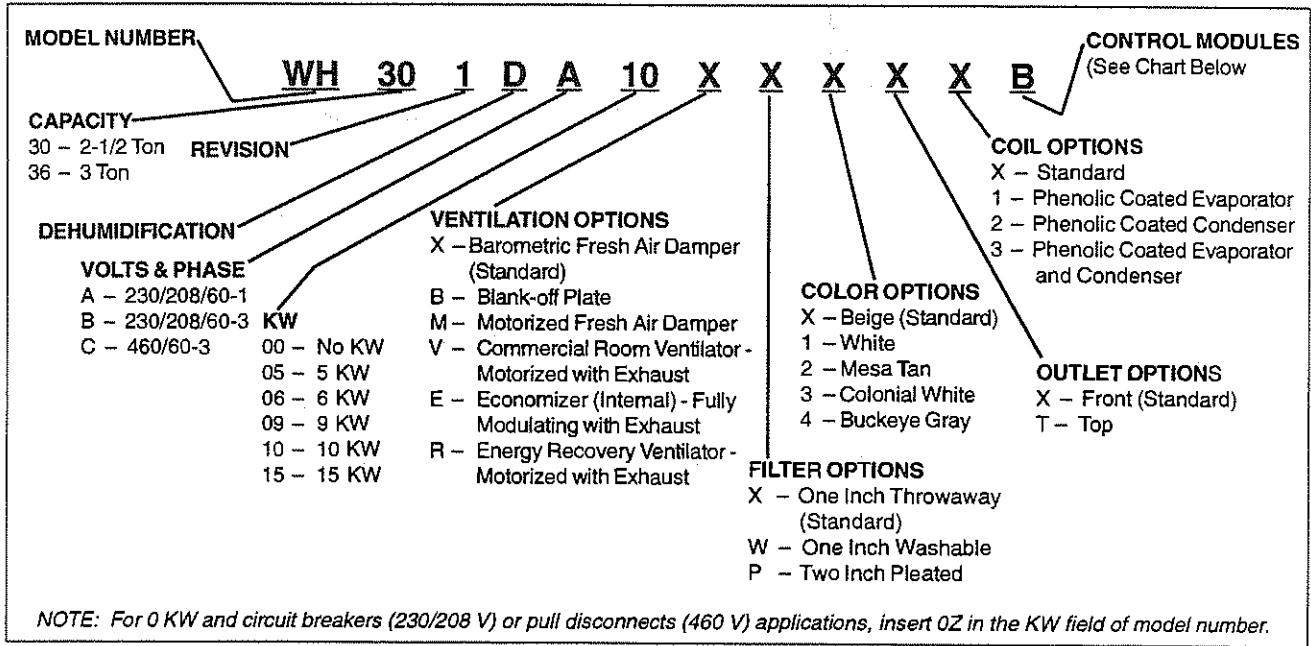 MODEL NUMBER
WH 30 1 D A 10 X X X X X B
CONTROL MODULES
(See Chart Below
CAPACITY
30 – 2-1/2 Ton
36 – 3 Ton
REVISION
DEHUMIDIFICATION
VOLTS & PHASE
A – 230/208/60-1
B – 230/208/60-3
C – 460/60-3
KW
00 – No KW
05 – 5 KW
06 – 6 KW
09 – 9 KW
10 – 10 KW
15 – 15 KW
VENTILATION OPTIONS
X – Barometric Fresh Air Damper
(Standard)
B – Blank-off Plate
M – Motorized Fresh Air Damper
V – Commercial Room Ventilator -
Motorized with Exhaust
E – Economizer (Internal) - Fully
Modulating with Exhaust
R – Energy Recovery Ventilator -
Motorized with Exhaust
FILTER OPTIONS
X – One Inch Throwaway
(Standard)
W – One Inch Washable
P – Two Inch Pleated
COLOR OPTIONS
X – Beige (Standard)
1 – White
2 – Mesa Tan
3 – Colonial White
4 – Buckeye Gray
OUTLET OPTIONS
X – Front (Standard)
T – Top
COIL OPTIONS
X – Standard
1 – Phenolic Coated Evaporator
2 – Phenolic Coated Condenser
3 – Phenolic Coated Evaporator
and Condenser
NOTE: For 0 KW and circuit breakers (230/208 V) or pull disconnects (460 V) applications, insert 0Z in the KW field of model number.